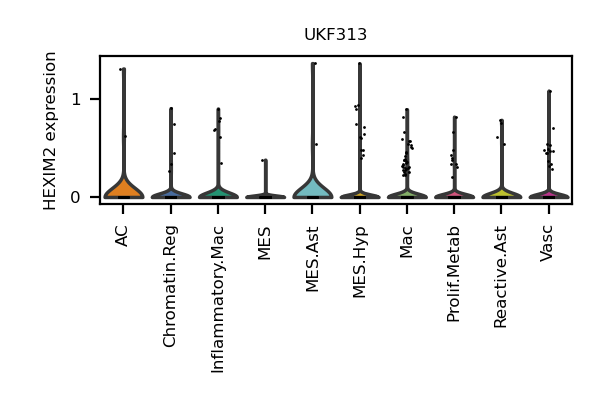 UKF313
HEXIM2 expression
1
0
AC
Chromatin.Reg
Inflammatory.Mac
MES
MES.Ast
MES.Hyp
Mac
Prolif.Metab
Reactive.Ast
Vasc